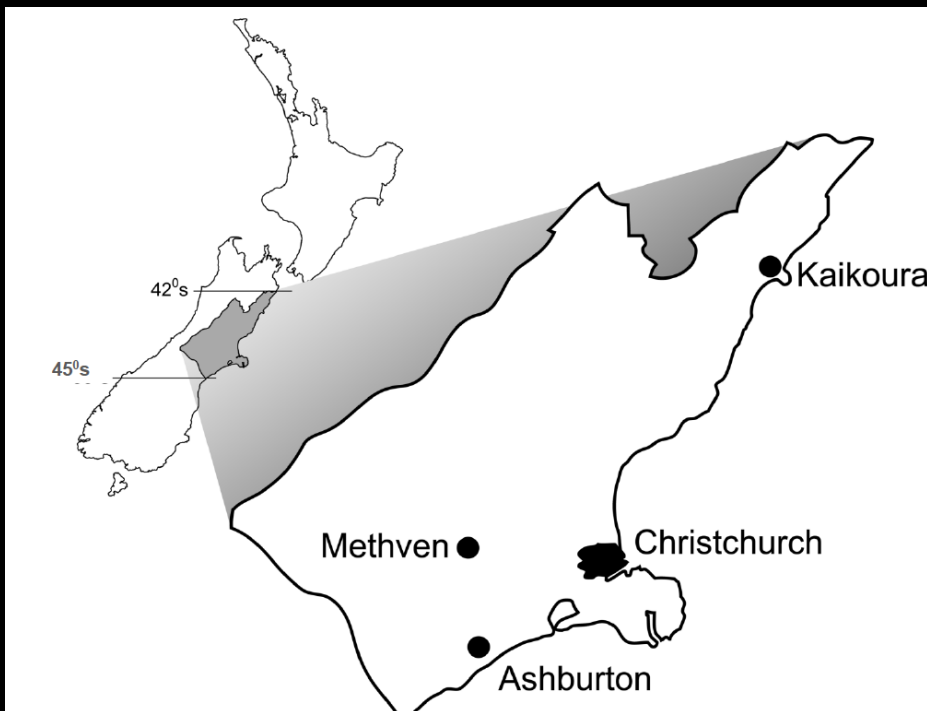 42⁰s
Kaikoura
45⁰s
Methven
Christchurch
Ashburton